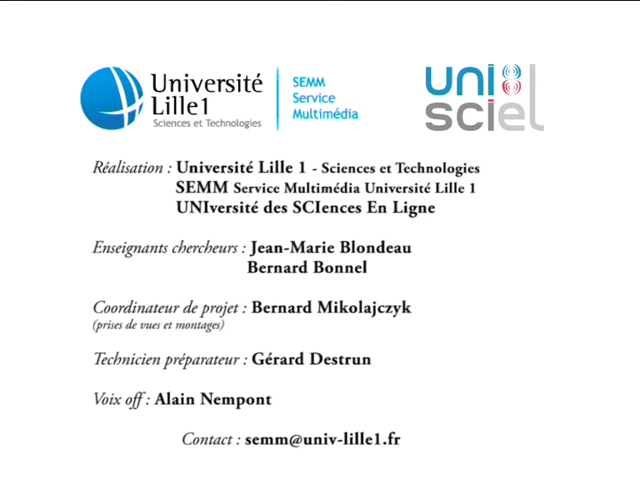 Université
Lille1
Sciences et Technologies
SEMM
Service
Multimédia
uni
sciel
Réalisation : Université Lille 1 - Sciences et Technologies
SEMM Service Multimédia Université Lille 1
UNIversité des SCIences En Ligne
Enseignants chercheurs : Jean-Marie Blondeau
Bernard Bonnel
Coordinateur de projet : Bernard Mikolajczyk
(prises de vues et montages)
Technicien préparateur : Gérard Destrun
Voix off : Alain Nempont
Contact : semm@univ-lille1.fr